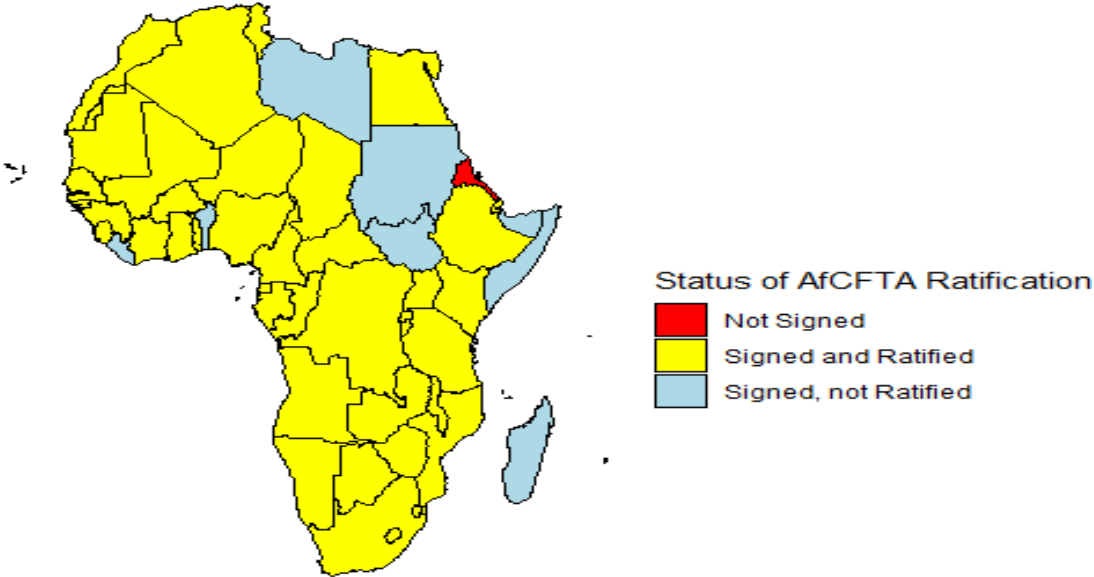 Status of AfCFTA Ratification
Not Signed
Signed and Ratified
Signed, not Ratified